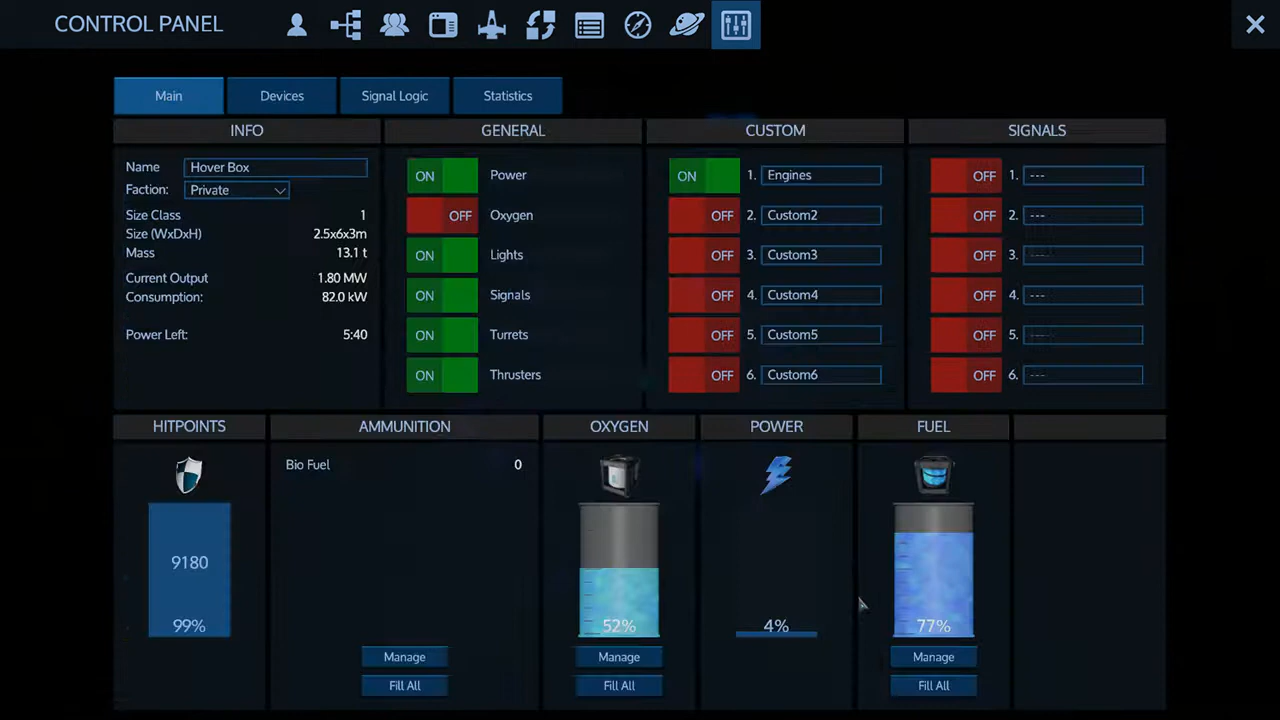 CONTROL PANEL
Main
Devices
Signal Logic
Statistics
INFO
GENERAL
CUSTOM
SIGNALS
Name Hover Box
Faction: Private
Size Class 1
Size (WxDxH) 2.5x6x3m
Mass 13.1 t
Current Output 1.80 MW
Consumption: 82.0 kW
Power Left: 5:40
ON Power
OFF Oxygen
ON Lights
ON Signals
ON Turrets
ON Thrusters
ON 1. Engines
OFF 2. Custom2
OFF 3. Custom3
OFF 4. Custom4
OFF 5. Custom5
OFF 6. Custom6
OFF 1. ---
OFF 2. ---
OFF 3. ---
OFF 4. ---
OFF 5. ---
OFF 6. ---
HITPOINTS
AMMUNITION
OXYGEN
POWER
FUEL
9180
99%
Bio Fuel 0
Manage
Fill All
52%
Manage
Fill All
4%
77%
Manage
Fill All